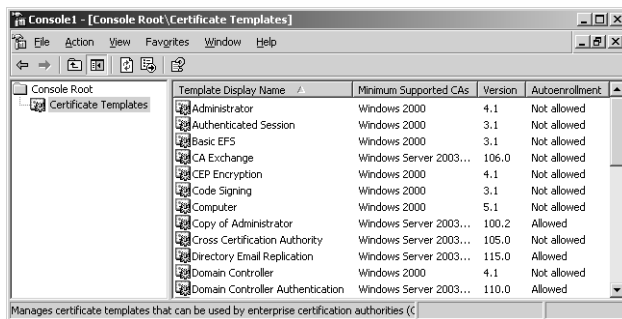 Console1 - [Console Root\Certificate Templates]
File Action View Favorites Window Help
Console Root
Certificate Templates
Template Display Name Minimum Supported CAs Version Autoenrollment
Administrator Windows 2000 4.1 Not allowed
Authenticated Session Windows 2000 3.1 Not allowed
Basic EFS Windows 2000 3.1 Not allowed
CA Exchange Windows Server 2003... 106.0 Not allowed
CEP Encryption Windows 2000 4.1 Not allowed
Code Signing Windows 2000 3.1 Not allowed
Computer Windows 2000 5.1 Not allowed
Copy of Administrator Windows Server 2003... 100.2 Allowed
Cross Certification Authority Windows Server 2003... 105.0 Not allowed
Directory Email Replication Windows Server 2003... 115.0 Allowed
Domain Controller Windows 2000 4.1 Not allowed
Domain Controller Authentication Windows Server 2003... 110.0 Allowed
Manages certificate templates that can be used by enterprise certification authorities (C